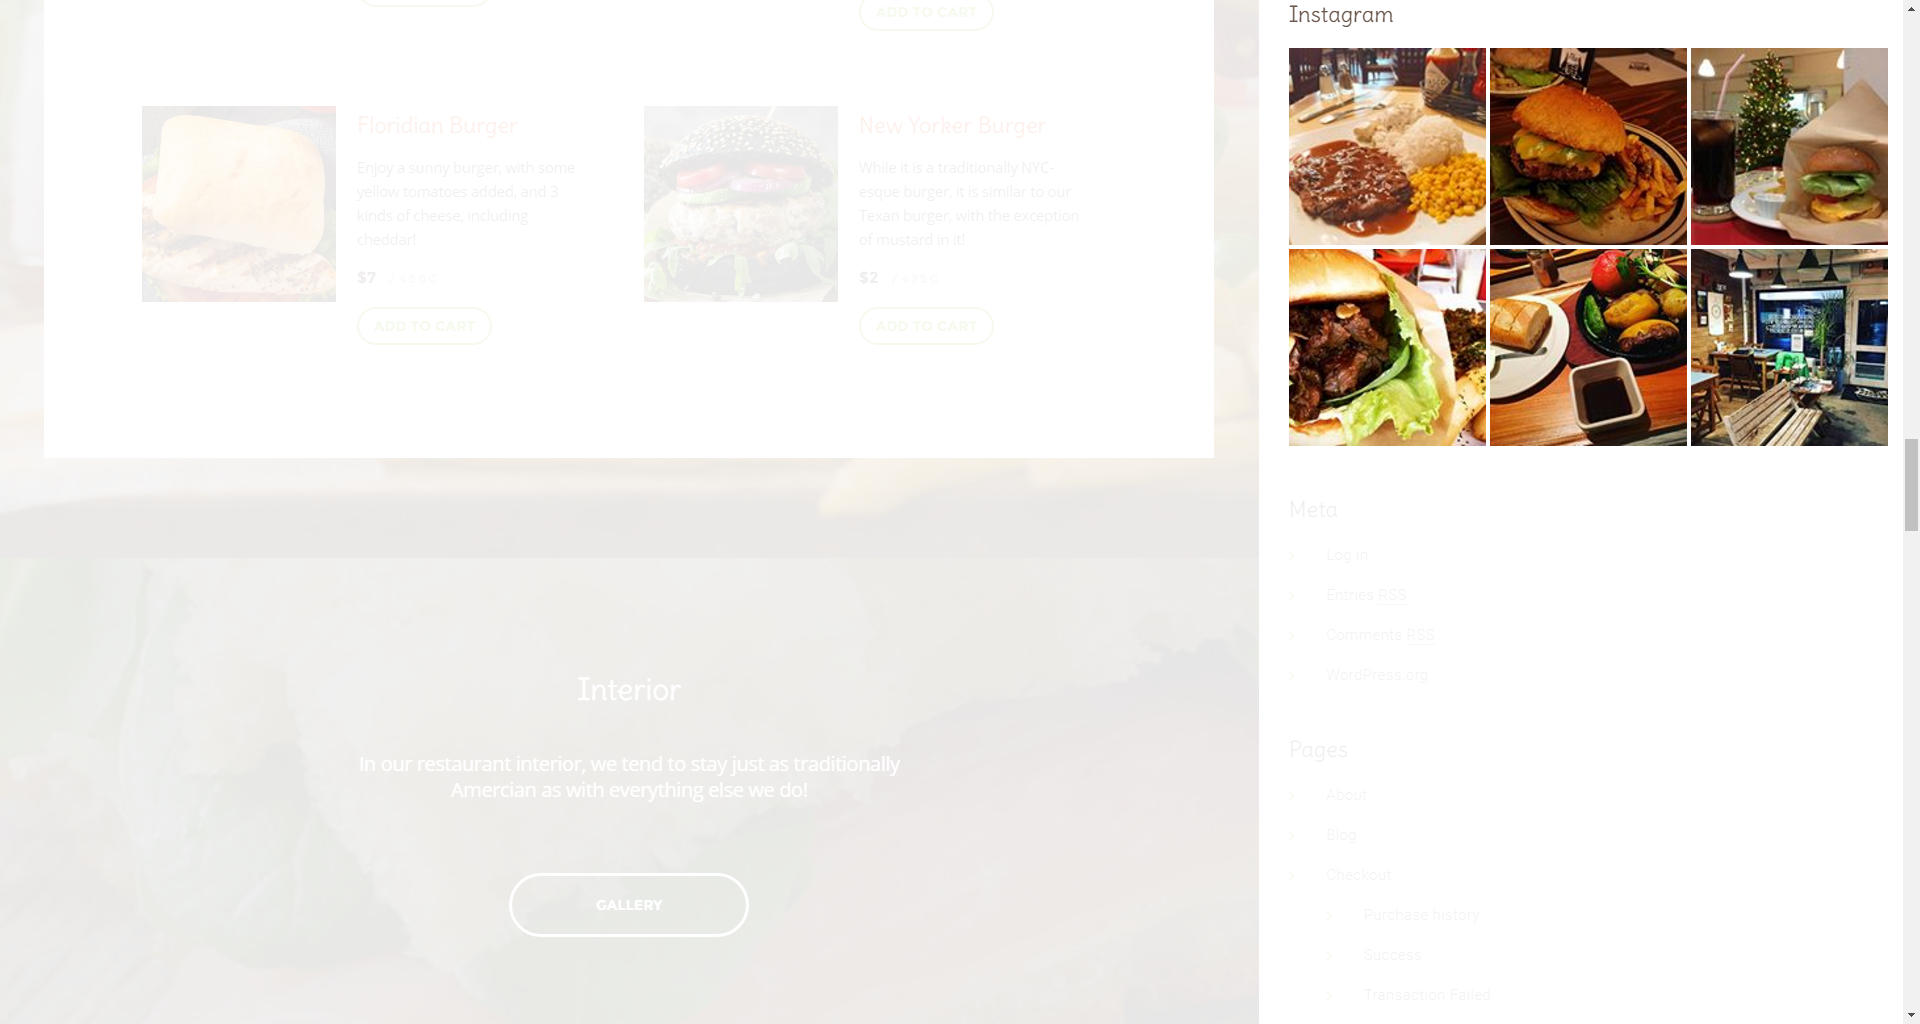 ADD TO CART
ADD TO CART
Floridian Burger
Enjoy a sunny burger, with some
yellow tomatoes added, and 3
kinds of cheese, including
cheddar!
$7
ADD TO CART
New Yorker Burger
While it is a traditionally NYC-
esque burger, it is similar to our
Texan burger, with the exception
of mustard in it!
$2
ADD TO CART
Interior
In our restaurant interior, we tend to stay just as traditionally
Amercian as with everything else we do!
GALLERY
Instagram
Meta
Log in
Entries RSS
Comments RSS
WordPress.org
Pages
About
Blog
Checkout
Purchase history
Success
Transaction Failed